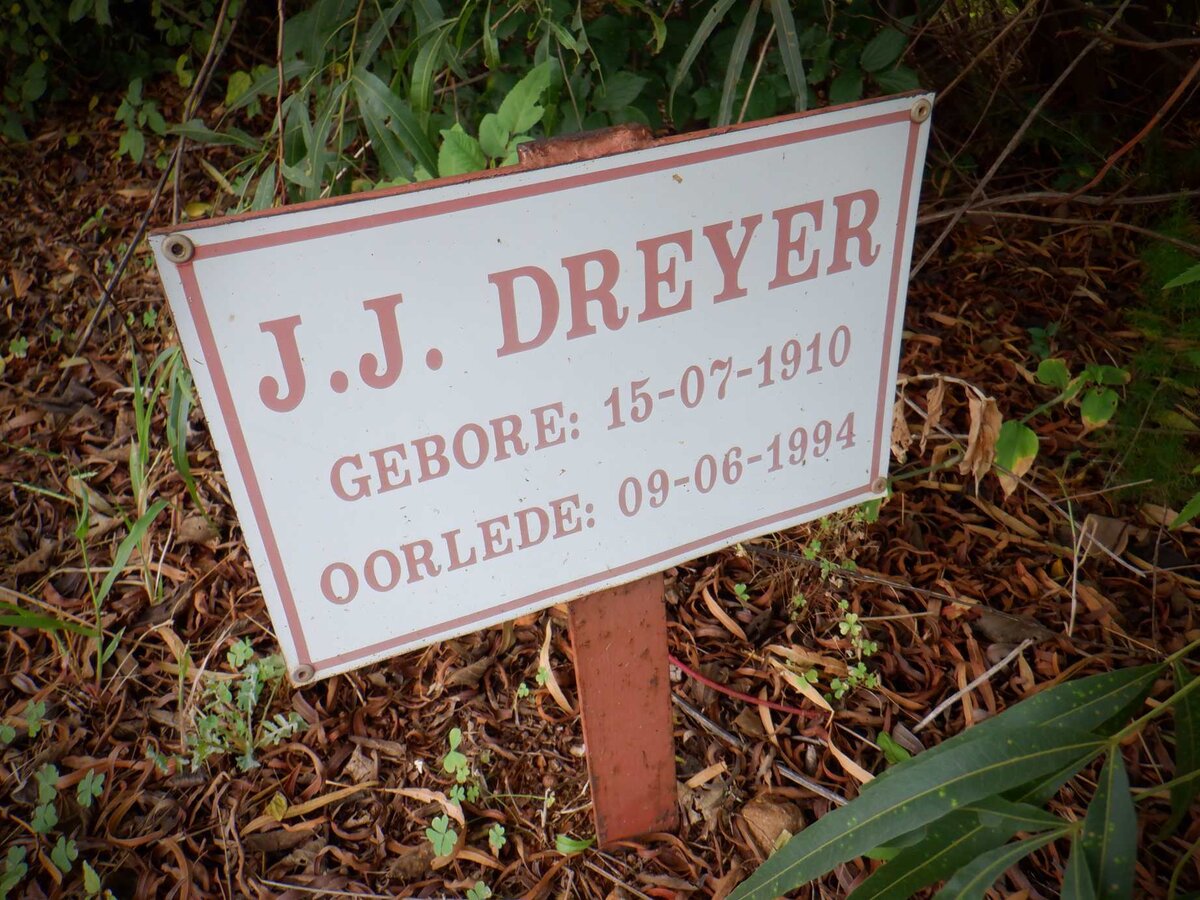 J.J. DREYER
GEBORE: 15-07-1910
OORLEDE: 09-06-1994